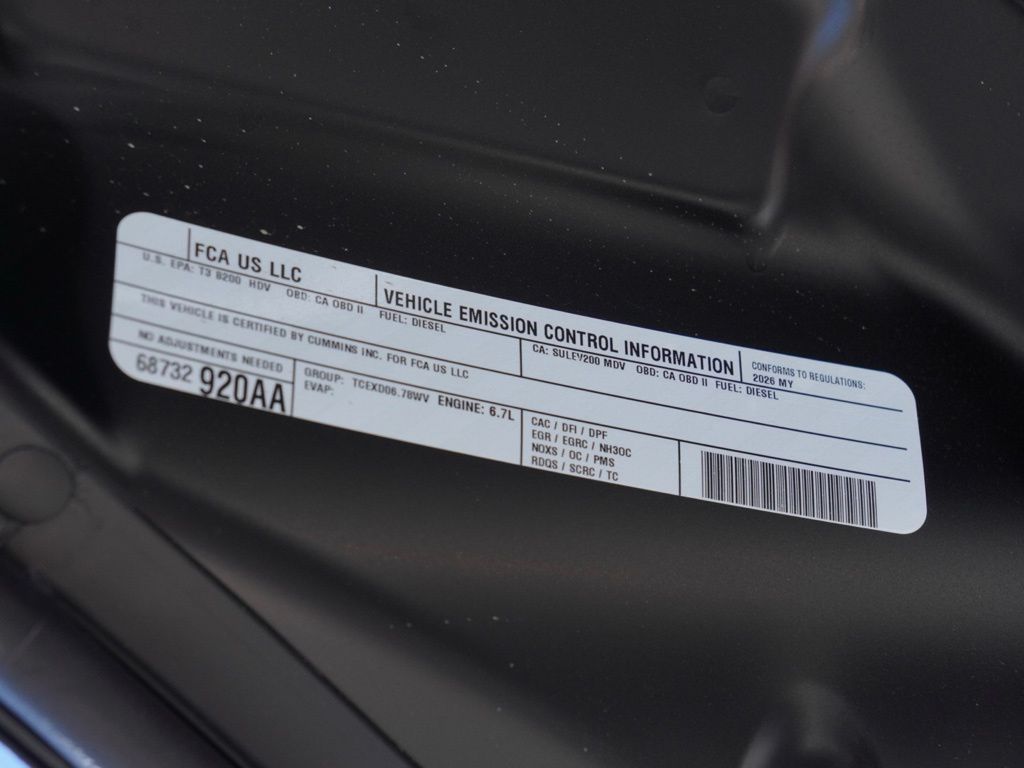 FCA US LLC
VEHICLE EMISSION CONTROL INFORMATION
CONFORMS TO REGULATIONS:
2026 MY
U.S. EPA: T3 B200 HDV OBD: CA OBD II FUEL: DIESEL
CA: SULEV200 MDV OBD: CA OBD II FUEL: DIESEL
THIS VEHICLE IS CERTIFIED BY CUMMINS INC. FOR FCA US LLC
NO ADJUSTMENTS NEEDED
68732 920AA
GROUP: TCEXD06.78WV ENGINE: 6.7L
EVAP:
CAC / DFI / DPF
EGR / EGRC / NH3OC
NOXS / OC / PMS
RDQS / SCRC / TC